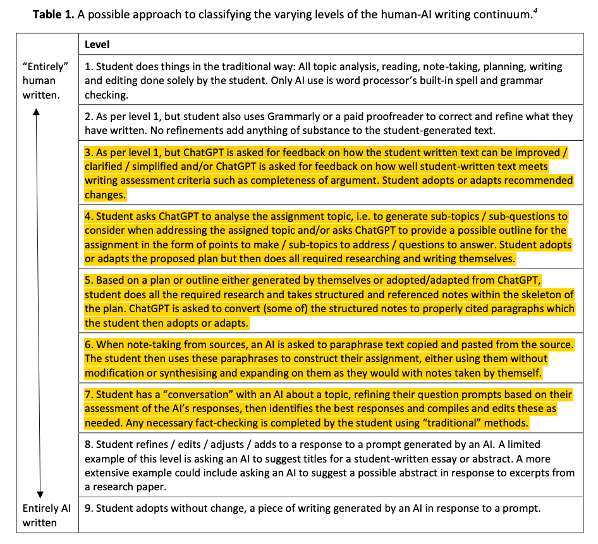 Table 1. A possible approach to classifying the varying levels of the human-AI writing continuum.⁴
Level
“Entirely”
human
written.
1. Student does things in the traditional way: All topic analysis, reading, note-taking, planning, writing
and editing done solely by the student. Only AI use is word processor’s built-in spell and grammar
checking.
2. As per level 1, but student also uses Grammarly or a paid proofreader to correct and refine what they
have written. No refinements add anything of substance to the student-generated text.
3. As per level 1, but ChatGPT is asked for feedback on how the student written text can be improved /
clarified / simplified and/or ChatGPT is asked for feedback on how well student-written text meets
writing assessment criteria such as completeness of argument. Student adopts or adapts recommended
changes.
4. Student asks ChatGPT to analyse the assignment topic, i.e. to generate sub-topics / sub-questions to
consider when addressing the assigned topic and/or asks ChatGPT to provide a possible outline for the
assignment in the form of points to make / sub-topics to address / questions to answer. Student adopts
or adapts the proposed plan but then does all required researching and writing themselves.
5. Based on a plan or outline either generated by themselves or adopted/adapted from ChatGPT,
student does all the required research and takes structured and referenced notes within the skeleton of
the plan. ChatGPT is asked to convert (some of) the structured notes to properly cited paragraphs which
the student then adopts or adapts.
6. When note-taking from sources, an AI is asked to paraphrase text copied and pasted from the source.
The student then uses these paraphrases to construct their assignment, either using them without
modification or synthesising and expanding on them as they would with notes taken by themself.
7. Student has a “conversation” with an AI about a topic, refining their question prompts based on their
assessment of the AI’s responses, then identifies the best responses and compiles and edits these as
needed. Any necessary fact-checking is completed by the student using “traditional” methods.
8. Student refines / edits / adjusts / adds to a response to a prompt generated by an AI. A limited
example of this level is asking an AI to suggest titles for a student-written essay or abstract. A more
extensive example could include asking an AI to suggest a possible abstract in response to excerpts from
a research paper.
Entirely AI
written
9. Student adopts without change, a piece of writing generated by an AI in response to a prompt.